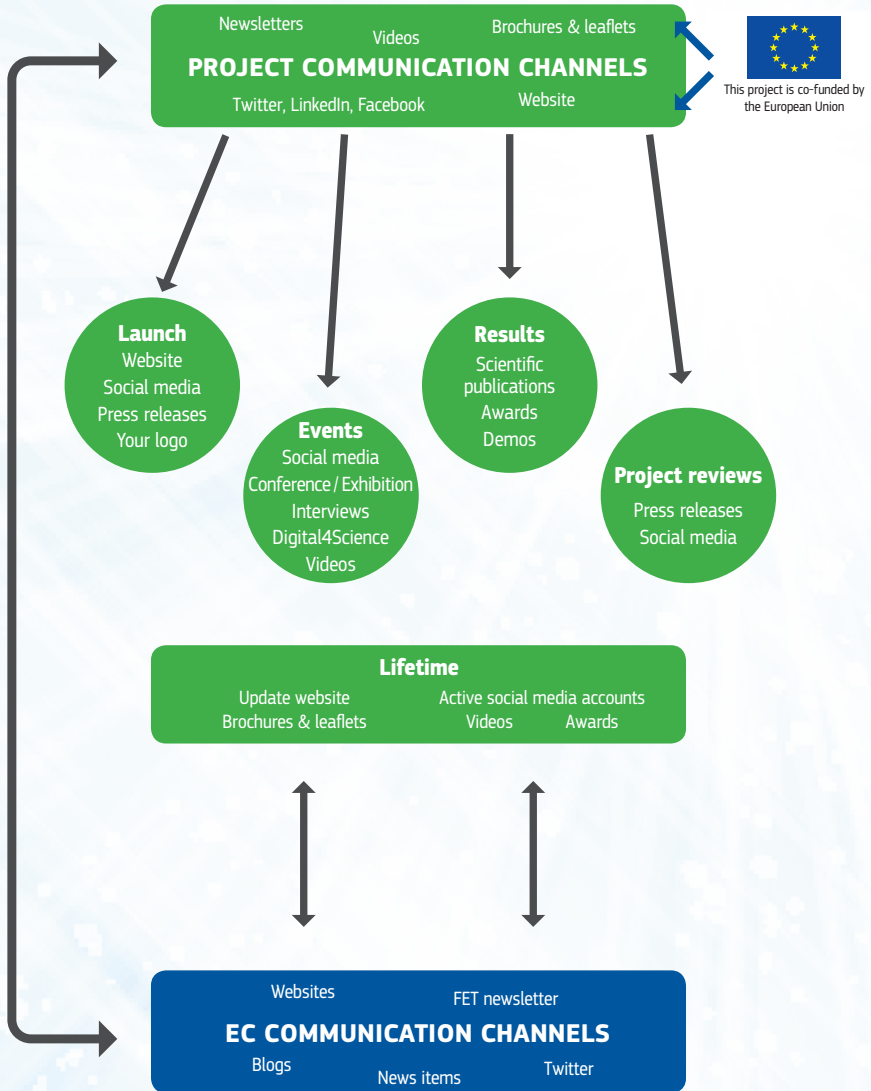 Newsletters
Videos
Brochures & leaflets
PROJECT COMMUNICATION CHANNELS
Twitter, LinkedIn, Facebook
Website
This project is co-funded by
the European Union
Launch
Website
Social media
Press releases
Your logo
Events
Social media
Conference / Exhibition
Interviews
Digital4Science
Videos
Results
Scientific
publications
Awards
Demos
Project reviews
Press releases
Social media
Lifetime
Update website
Active social media accounts
Brochures & leaflets
Videos
Awards
Websites
FET newsletter
EC COMMUNICATION CHANNELS
Blogs
News items
Twitter